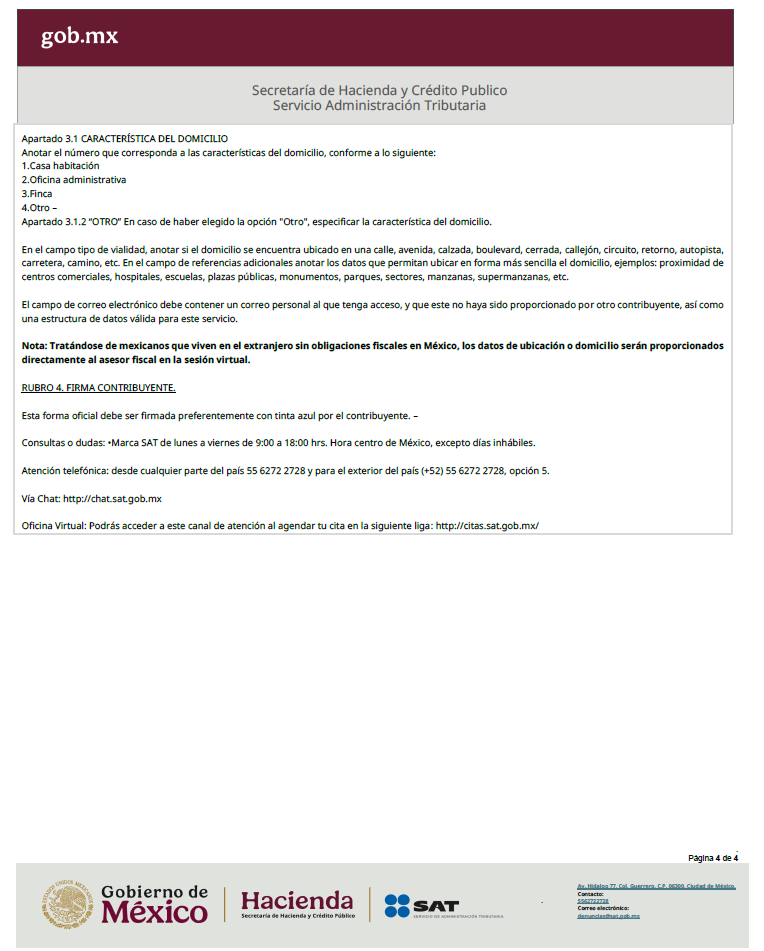 gob.mx
Secretaría de Hacienda y Crédito Publico
Servicio Administración Tributaria
Apartado 3.1 CARACTERÍSTICA DEL DOMICILIO
Anotar el número que corresponda a las características del domicilio, conforme a lo siguiente:
1.Casa habitación
2.Oficina administrativa
3.Finca
4.Otro –
Apartado 3.1.2 “OTRO” En caso de haber elegido la opción "Otro", especificar la característica del domicilio.
En el campo tipo de vialidad, anotar si el domicilio se encuentra ubicado en una calle, avenida, calzada, boulevard, cerrada, callejón, circuito, retorno, autopista,
carretera, camino, etc. En el campo de referencias adicionales anotar los datos que permitan ubicar en forma más sencilla el domicilio, ejemplos: proximidad de
centros comerciales, hospitales, escuelas, plazas públicas, monumentos, parques, sectores, manzanas, supermanzanas, etc.
El campo de correo electrónico debe contener un correo personal al que tenga acceso, y que este no haya sido proporcionado por otro contribuyente, así como
una estructura de datos válida para este servicio.
Nota: Tratándose de mexicanos que viven en el extranjero sin obligaciones fiscales en México, los datos de ubicación o domicilio serán proporcionados
directamente al asesor fiscal en la sesión virtual.
RUBRO 4. FIRMA CONTRIBUYENTE.
Esta forma oficial debe ser firmada preferentemente con tinta azul por el contribuyente. –
Consultas o dudas: •Marca SAT de lunes a viernes de 9:00 a 18:00 hrs. Hora centro de México, excepto días inhábiles.
Atención telefónica: desde cualquier parte del país 55 6272 2728 y para el exterior del país (+52) 55 6272 2728, opción 5.
Vía Chat: http://chat.sat.gob.mx
Oficina Virtual: Podrás acceder a este canal de atención al agendar tu cita en la siguiente liga: http://citas.sat.gob.mx/
Página 4 de 4
ESTADOS UNIDOS MEXICANOS
Gobierno de
México
Hacienda
Secretaría de Hacienda y Crédito Público
SAT
SERVICIO DE ADMINISTRACIÓN TRIBUTARIA
Av. Hidalgo 77, Col. Guerrero, C.P. 06300, Ciudad de México.
Contacto:
5562722728
Correo electrónico:
denuncias@sat.gob.mx